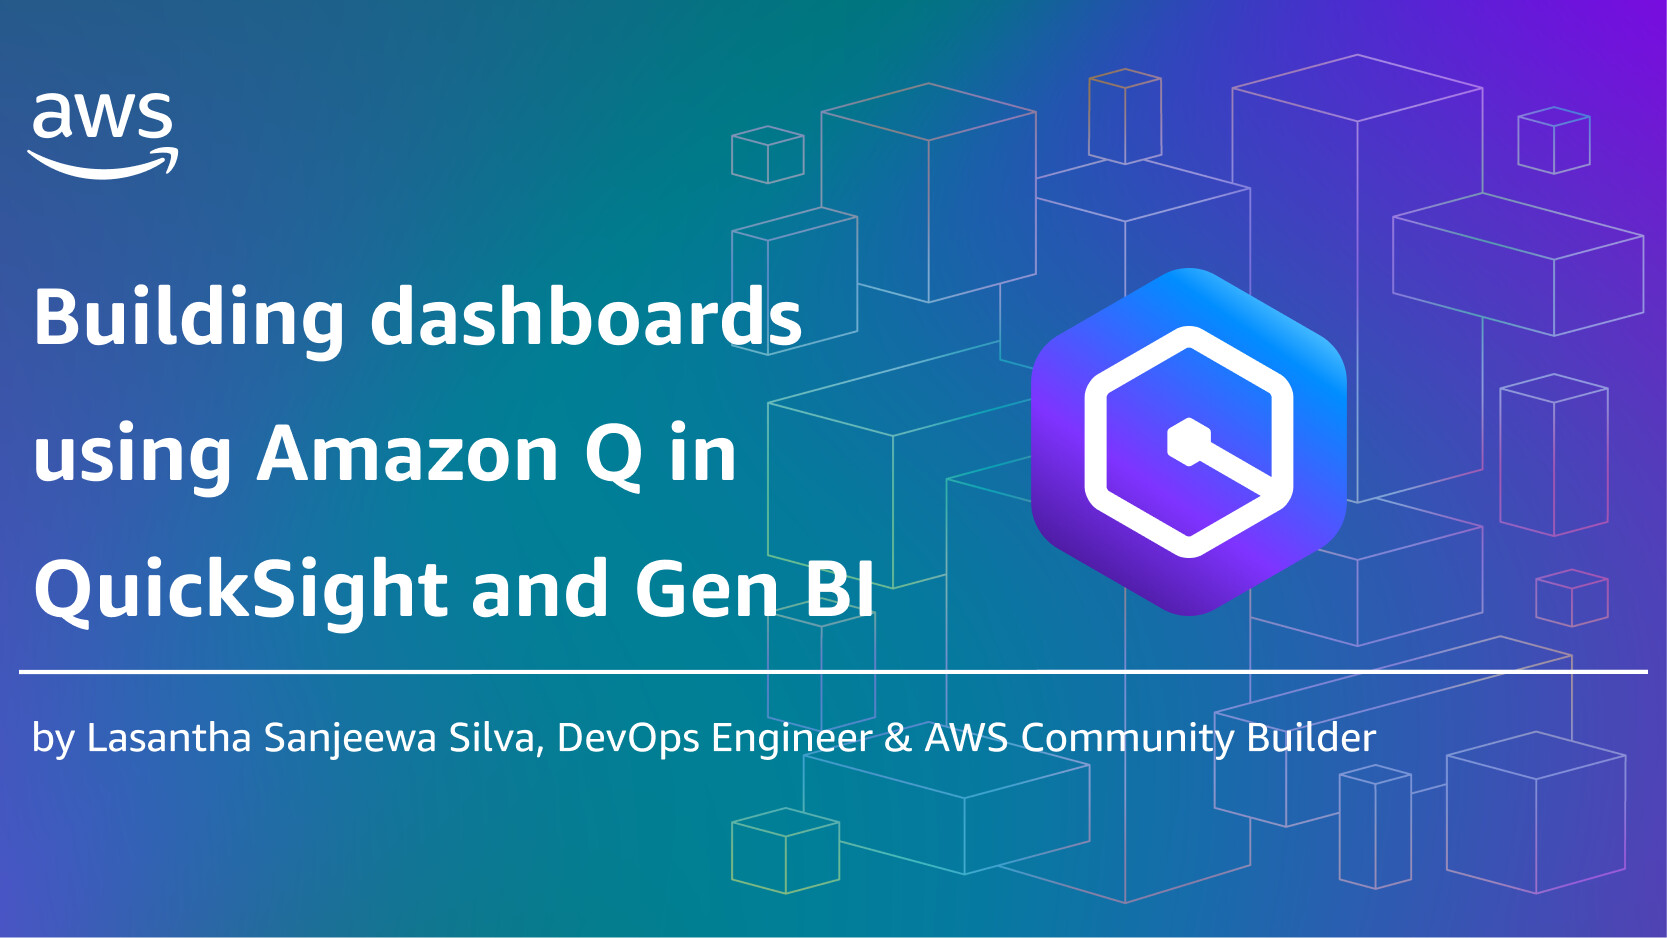 aws
Building dashboards
using Amazon Q in
QuickSight and Gen BI
by Lasantha Sanjeewa Silva, DevOps Engineer & AWS Community Builder